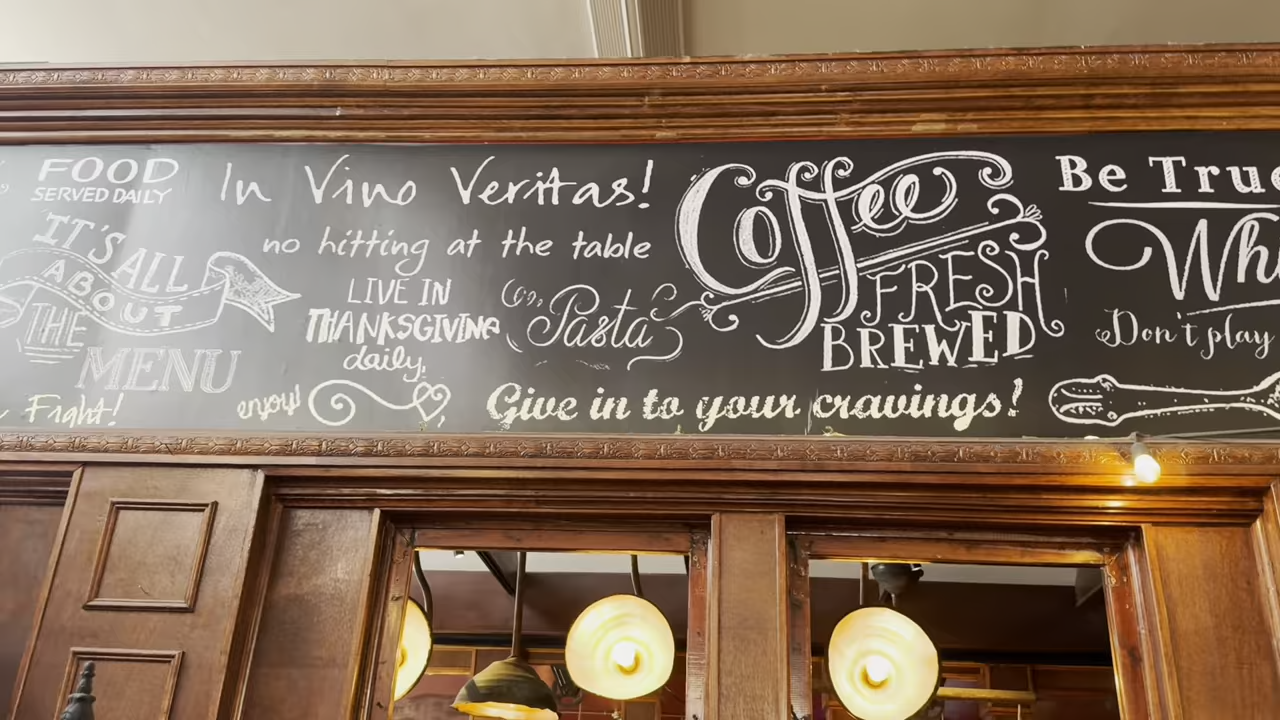 FOOD
SERVED DAILY
IT'S ALL
ABOUT
THE
MENU
Fight!
In Vino Veritas!
no hitting at the table
LIVE IN
THANKSGIVING
daily.
enjoy!
Pasta
Give in to your cravings!
Coffee
FRESH
BREWED
Be True
Don't play